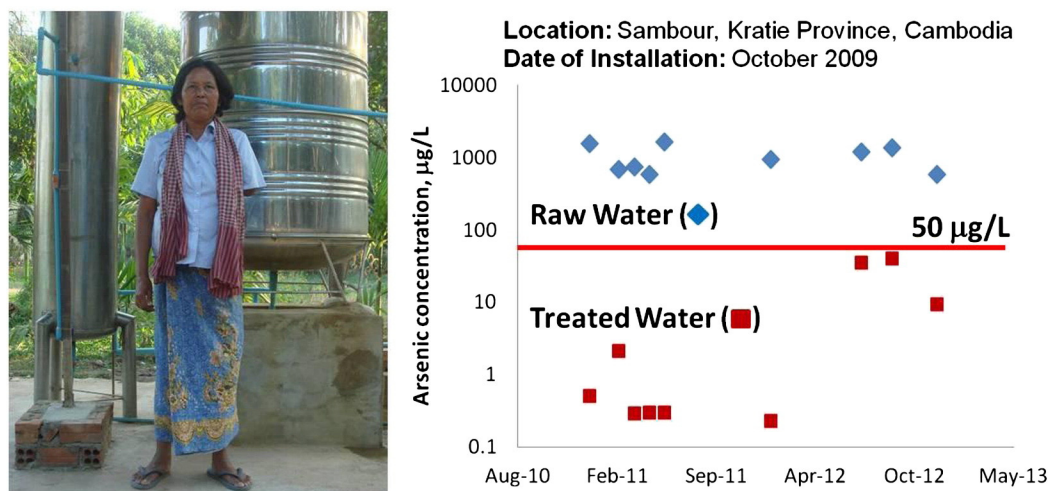 Location: Sambour, Kratie Province, Cambodia
Date of Installation: October 2009
Arsenic concentration, µg/L
10000
1000
100
10
1
0.1
Raw Water (◆)
50 µg/L
Treated Water (■)
Aug-10 Feb-11 Sep-11 Apr-12 Oct-12 May-13